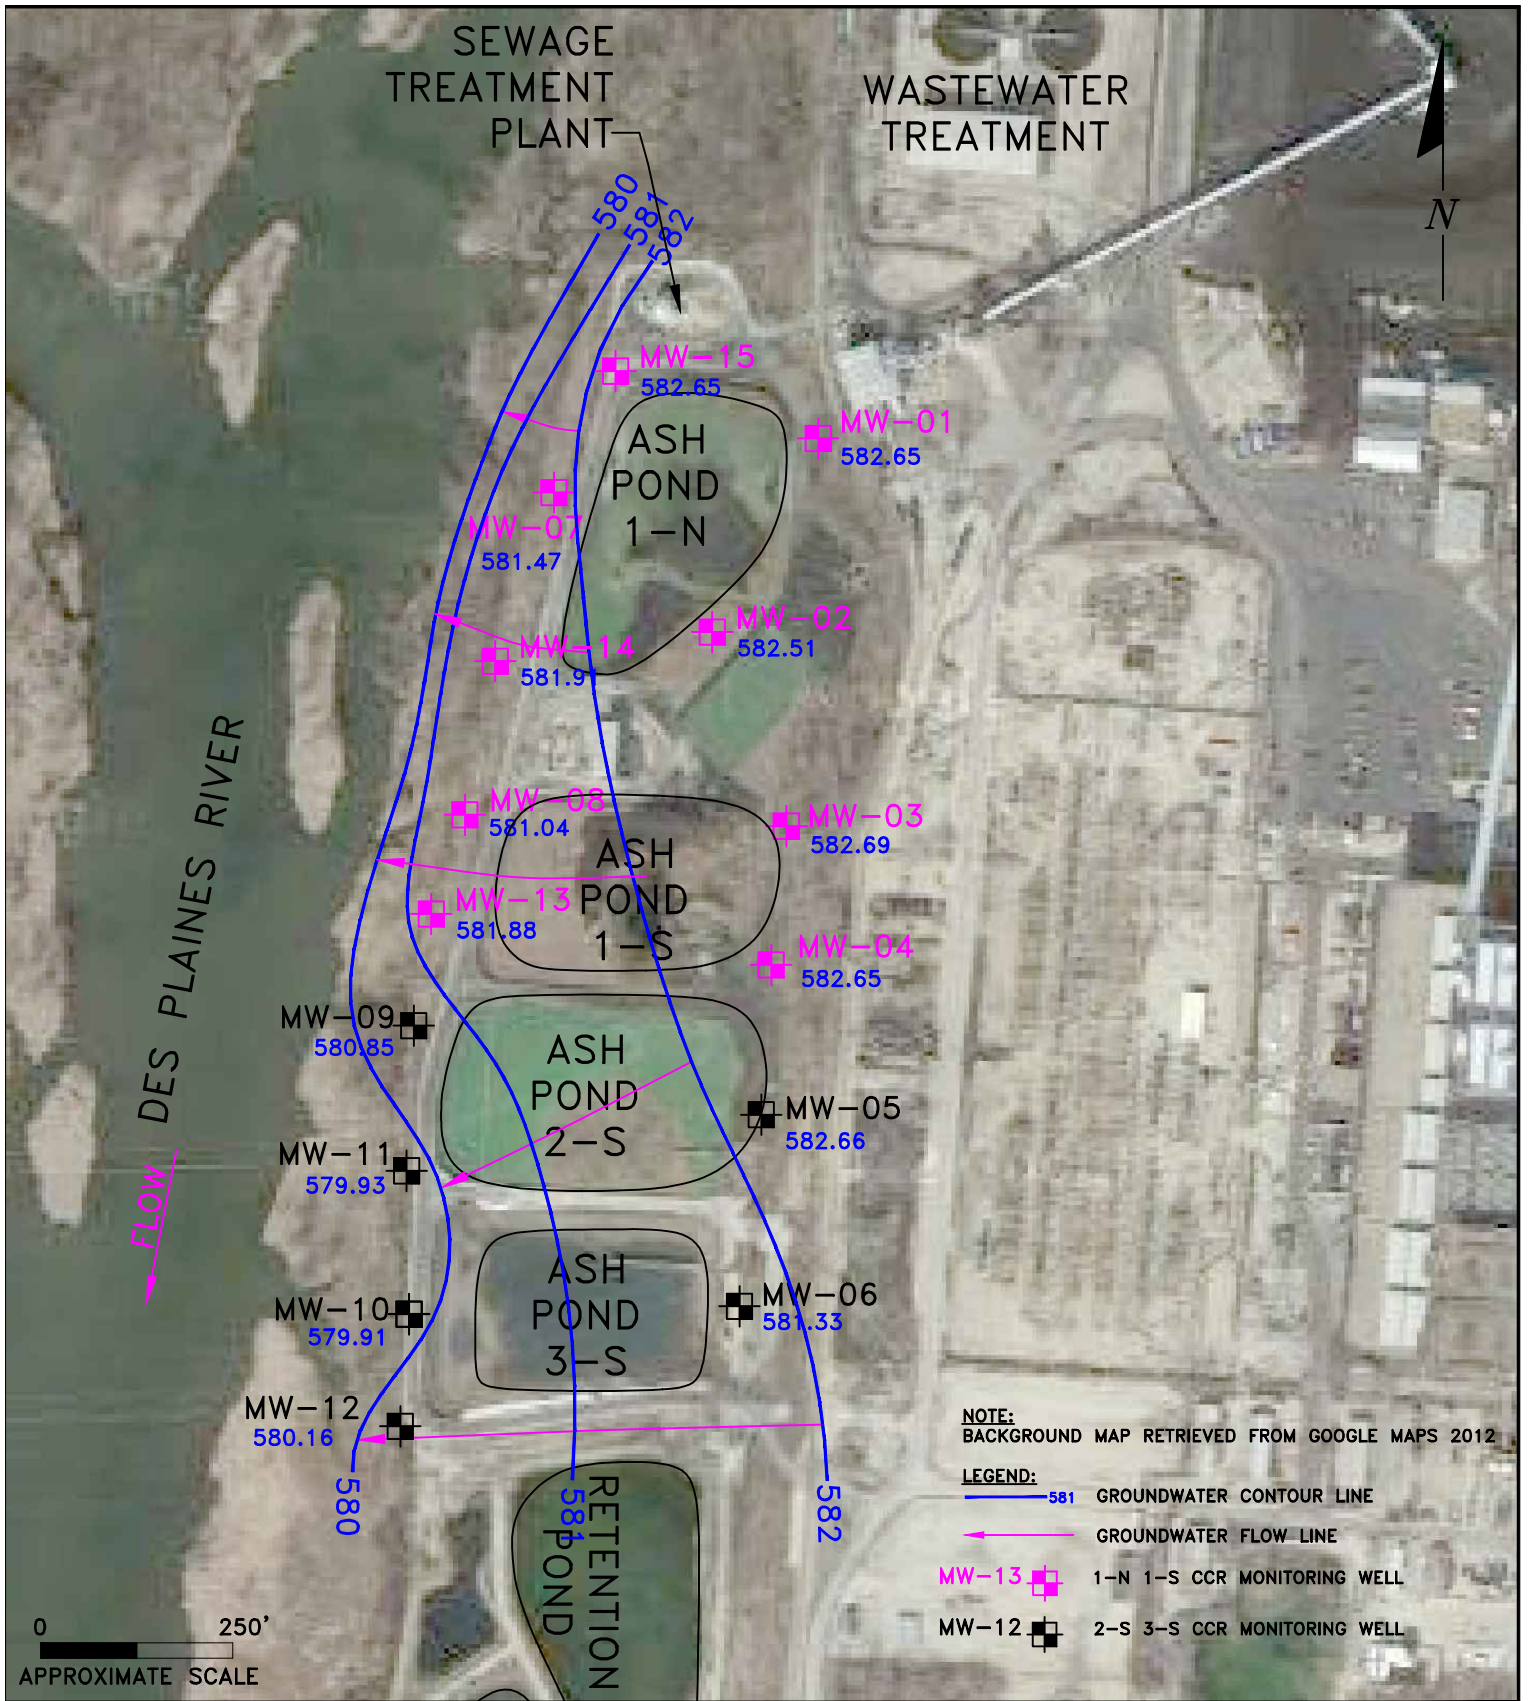 SEWAGE
TREATMENT
PLANT
WASTEWATER
TREATMENT
N
580
581
582
MW-15
582.65
MW-01
582.65
ASH
POND
1-N
MW-07
581.47
MW-02
582.51
MW-14
581.91
DES PLAINES RIVER
FLOW
MW-08
581.04
MW-03
582.69
ASH
POND
1-S
MW-13
581.88
MW-04
582.65
MW-09
580.85
ASH
POND
2-S
MW-05
582.66
MW-11
579.93
MW-10
579.91
ASH
POND
3-S
MW-06
581.33
MW-12
580.16
580
581
582
RETENTION
POND
NOTE:
BACKGROUND MAP RETRIEVED FROM GOOGLE MAPS 2012
LEGEND:
581 GROUNDWATER CONTOUR LINE
GROUNDWATER FLOW LINE
MW-13 1-N 1-S CCR MONITORING WELL
MW-12 2-S 3-S CCR MONITORING WELL
0 250'
APPROXIMATE SCALE